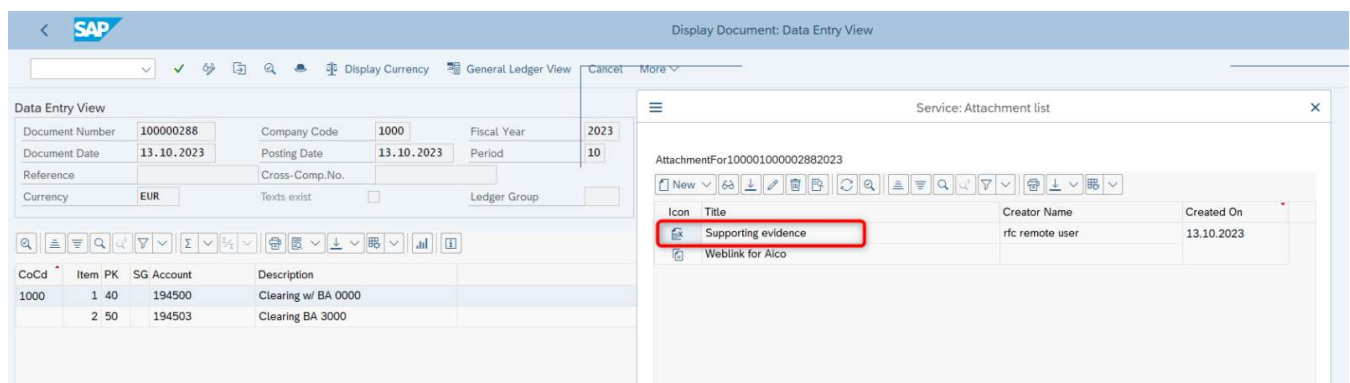 SAP
Display Document: Data Entry View
Display Currency General Ledger View Cancel More
Data Entry View
Document Number 100000288 Company Code 1000 Fiscal Year 2023
Document Date 13.10.2023 Posting Date 13.10.2023 Period 10
Reference Cross-Comp.No.
Currency EUR Texts exist Ledger Group
CoCd Item PK SG Account Description
1000 1 40 194500 Clearing w/ BA 0000
2 50 194503 Clearing BA 3000
Service: Attachment list
AttachmentFor100001000002882023
New
Icon Title Creator Name Created On
Supporting evidence rfc remote user 13.10.2023
Weblink for Aico